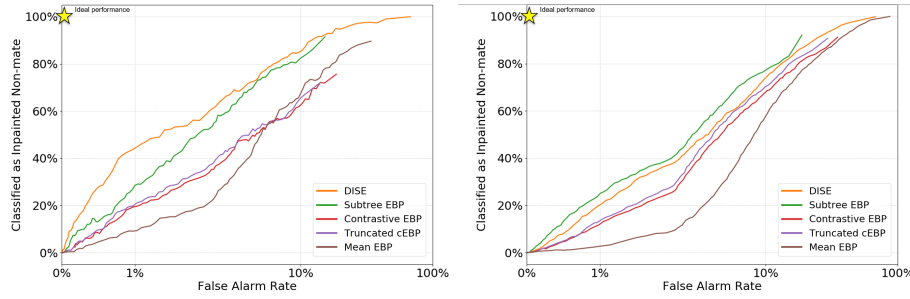 Ideal performance
100%
80%
60%
40%
20%
0%
Classified as Inpainted Non-mate
DISE
Subtree EBP
Contrastive EBP
Truncated cEBP
Mean EBP
0%
1%
10%
100%
False Alarm Rate
Ideal performance
100%
80%
60%
40%
20%
0%
Classified as Inpainted Non-mate
DISE
Subtree EBP
Contrastive EBP
Truncated cEBP
Mean EBP
0%
1%
10%
100%
False Alarm Rate